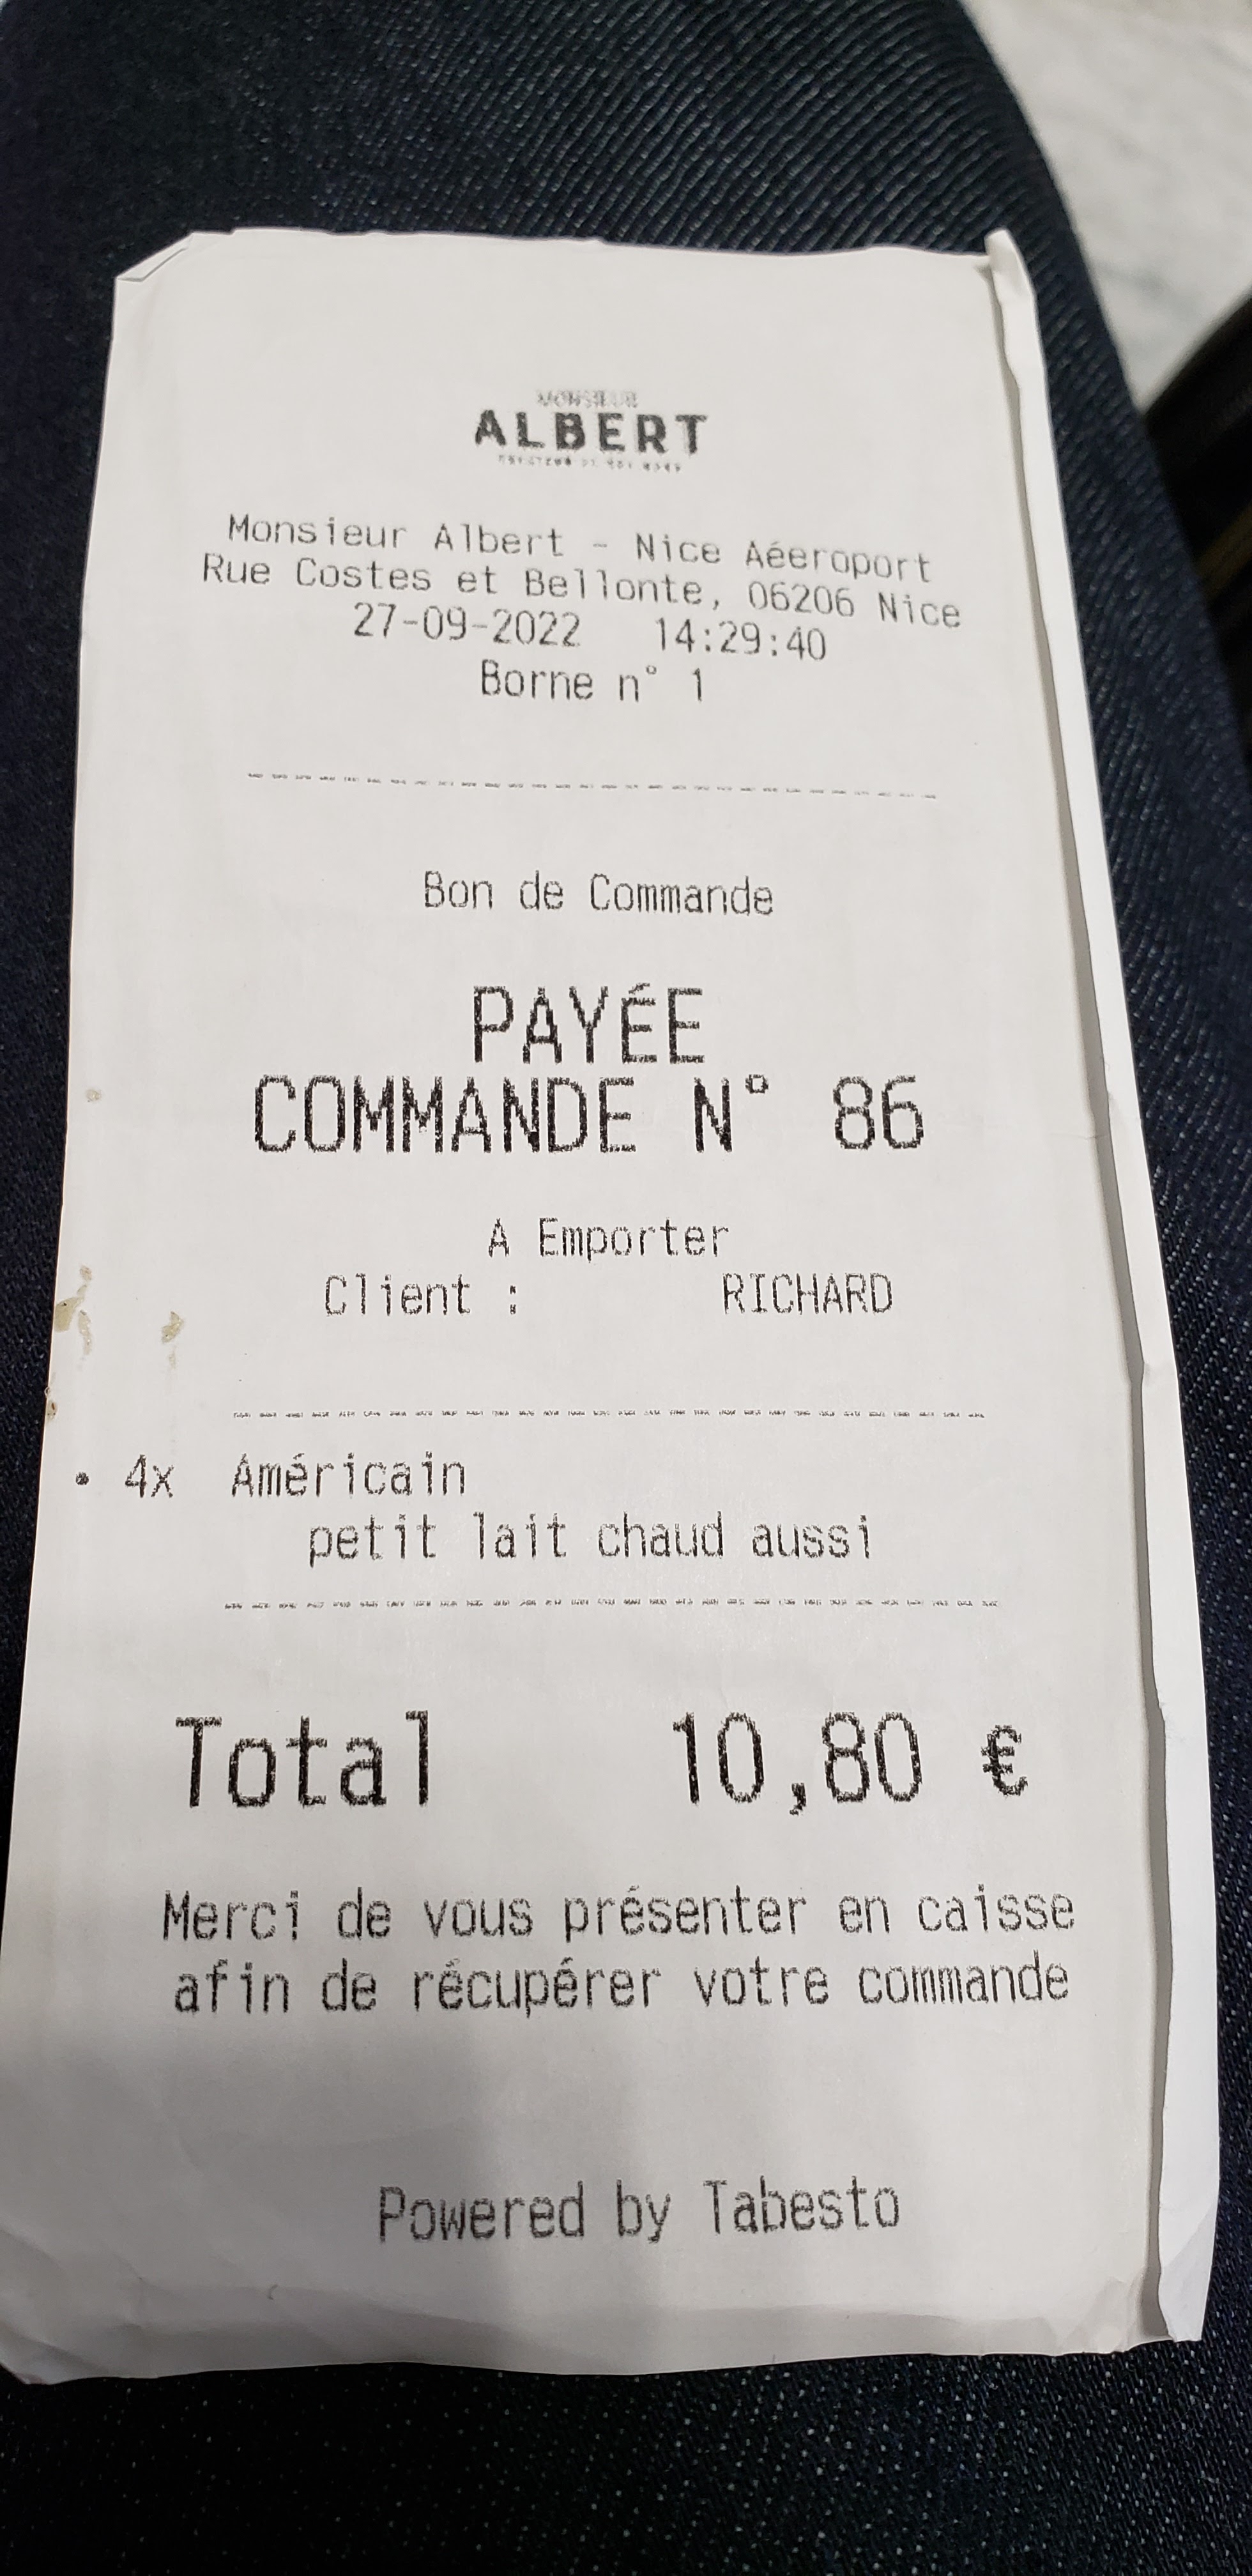 MONSIEUR
ALBERT
Monsieur Albert - Nice Aéeroport
Rue Costes et Bellonte, 06206 Nice
27-09-2022 14:29:40
Borne n° 1
Bon de Commande
PAYÉE
COMMANDE N° 86
A Emporter
Client : RICHARD
• 4x Américain
petit lait chaud aussi
Total 10,80 €
Merci de vous présenter en caisse
afin de récupérer votre commande
Powered by Tabesto